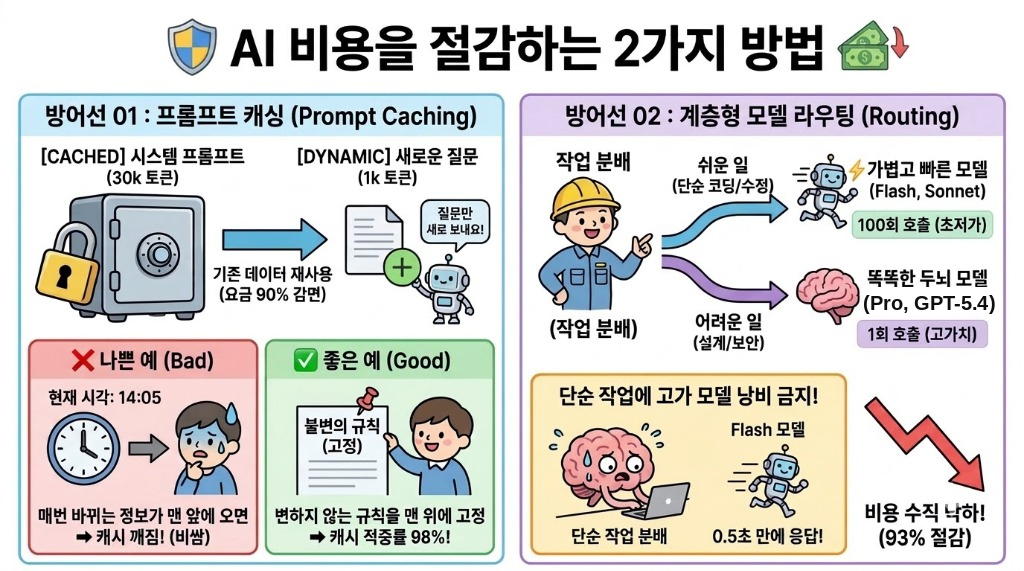 AI 비용을 절감하는 2가지 방법
방어선 01 : 프롬프트 캐싱 (Prompt Caching)
[CACHED] 시스템 프롬프트
(30k 토큰)
[DYNAMIC] 새로운 질문
(1k 토큰)
질문만
새로 보내요!
기존 데이터 재사용
(요금 90% 감면)
나쁜 예 (Bad)
현재 시각: 14:05
매번 바뀌는 정보가 맨 앞에 오면
➡ 캐시 깨짐! (비쌈)
좋은 예 (Good)
불변의 규칙
(고정)
변하지 않는 규칙을 맨 위에 고정
➡ 캐시 적중률 98%!
방어선 02 : 계층형 모델 라우팅 (Routing)
작업 분배
(작업 분배)
쉬운 일
(단순 코딩/수정)
가볍고 빠른 모델
(Flash, Sonnet)
100회 호출 (초저가)
어려운 일
(설계/보안)
똑똑한 두뇌 모델
(Pro, GPT-5.4)
1회 호출 (고가치)
단순 작업에 고가 모델 낭비 금지!
Flash 모델
단순 작업 분배
0.5초 만에 응답!
비용 수직 낙하!
(93% 절감)